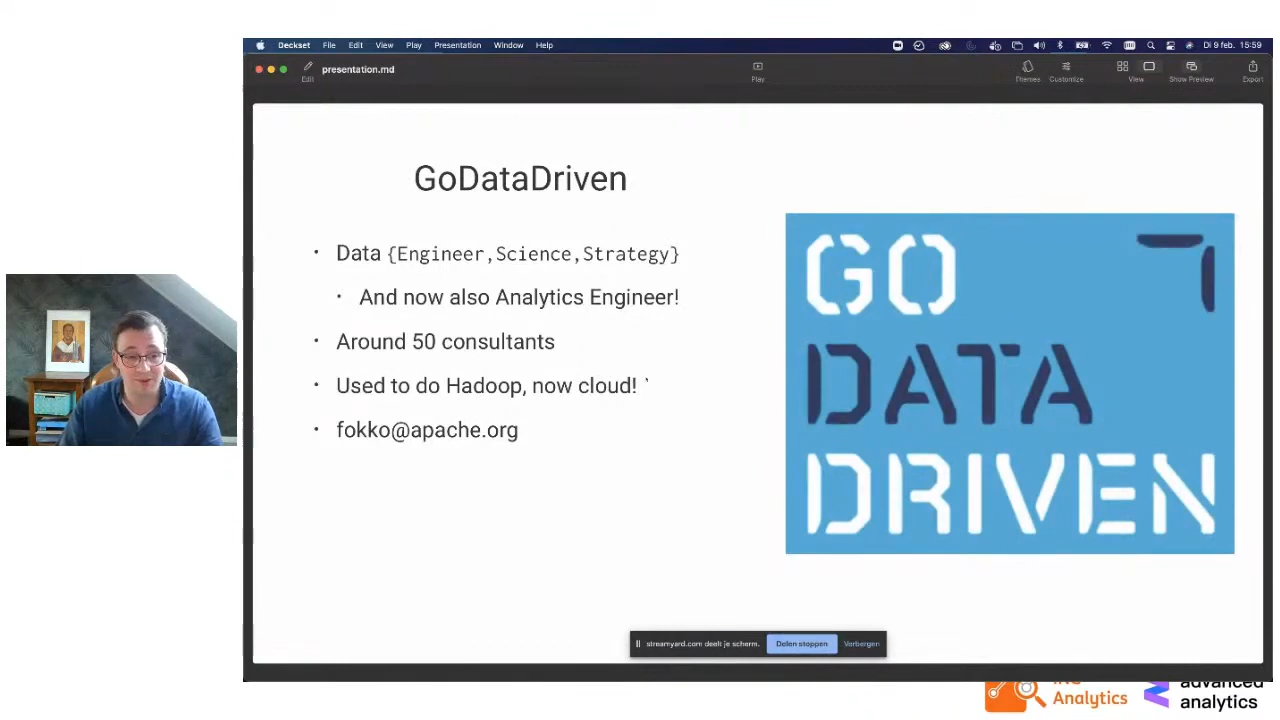 Deckset File Edit View Play Presentation Window Help
Di 9 feb. 15:59
presentation.md
Edit
Play
Themes
Customize
View
Show Preview
Export
GoDataDriven
• Data {Engineer,Science,Strategy}
• And now also Analytics Engineer!
• Around 50 consultants
• Used to do Hadoop, now cloud! `
• fokko@apache.org
GO
DATA
DRIVEN
streamyard.com deelt je scherm.
Delen stoppen
Verbergen
ING
Analytics
advanced
analytics